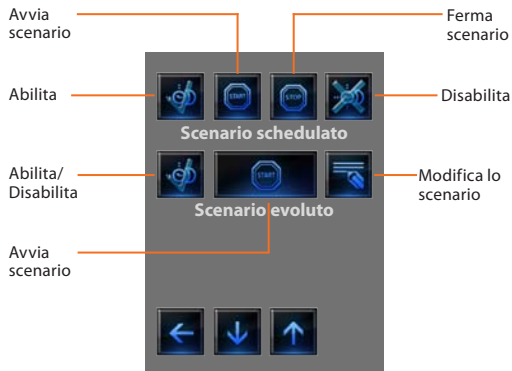 Avvia
scenario
Ferma
scenario
Abilita
START
STOP
Disabilita
Scenario schedulato
Abilita/
Disabilita
START
Modifica lo
scenario
Scenario evoluto
Avvia
scenario